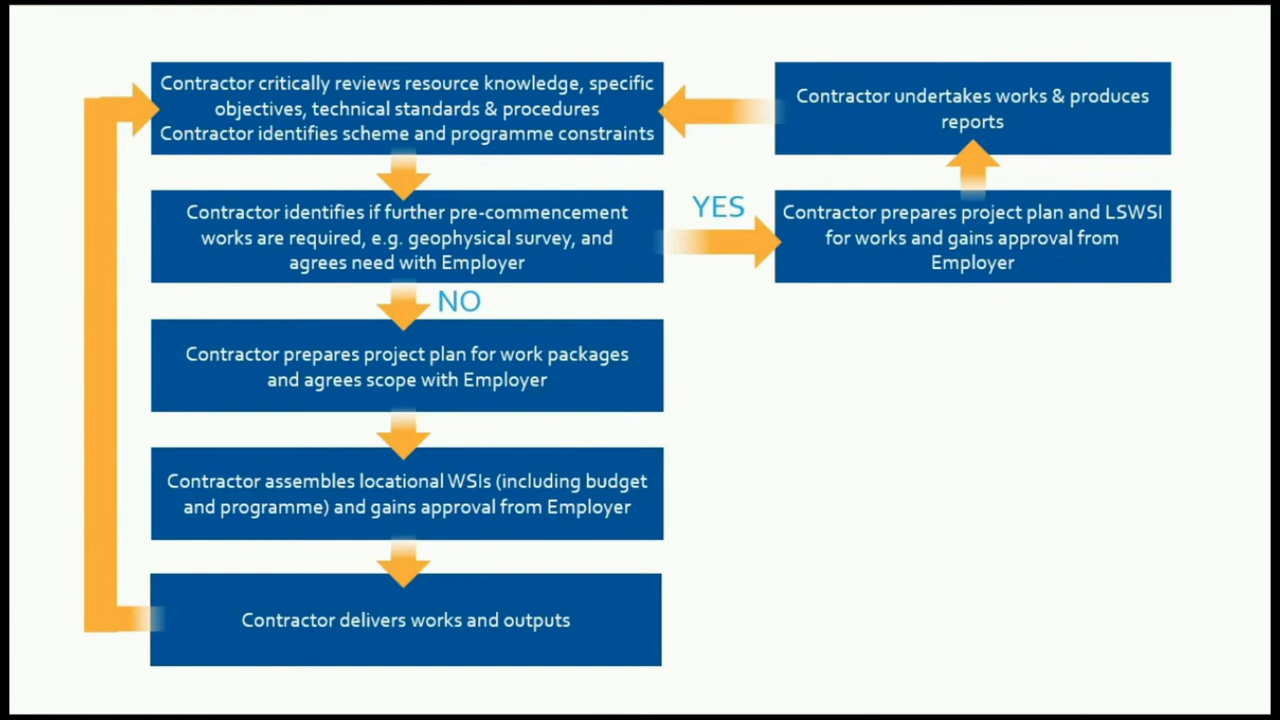 Contractor critically reviews resource knowledge, specific
objectives, technical standards & procedures
Contractor identifies scheme and programme constraints
Contractor undertakes works & produces
reports
Contractor identifies if further pre-commencement
works are required, e.g. geophysical survey, and
agrees need with Employer
YES
Contractor prepares project plan and LSWSI
for works and gains approval from
Employer
NO
Contractor prepares project plan for work packages
and agrees scope with Employer
Contractor assembles locational WSIs (including budget
and programme) and gains approval from Employer
Contractor delivers works and outputs